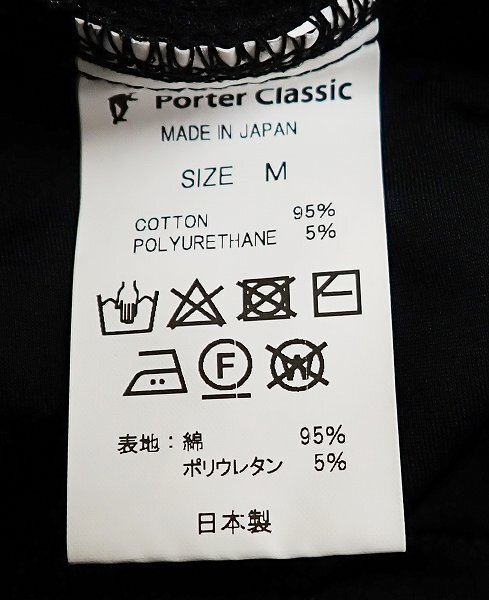 Porter Classic
MADE IN JAPAN
SIZE M
COTTON 95%
POLYURETHANE 5%
F W
表地：綿 95%
ポリウレタン 5%
日本製